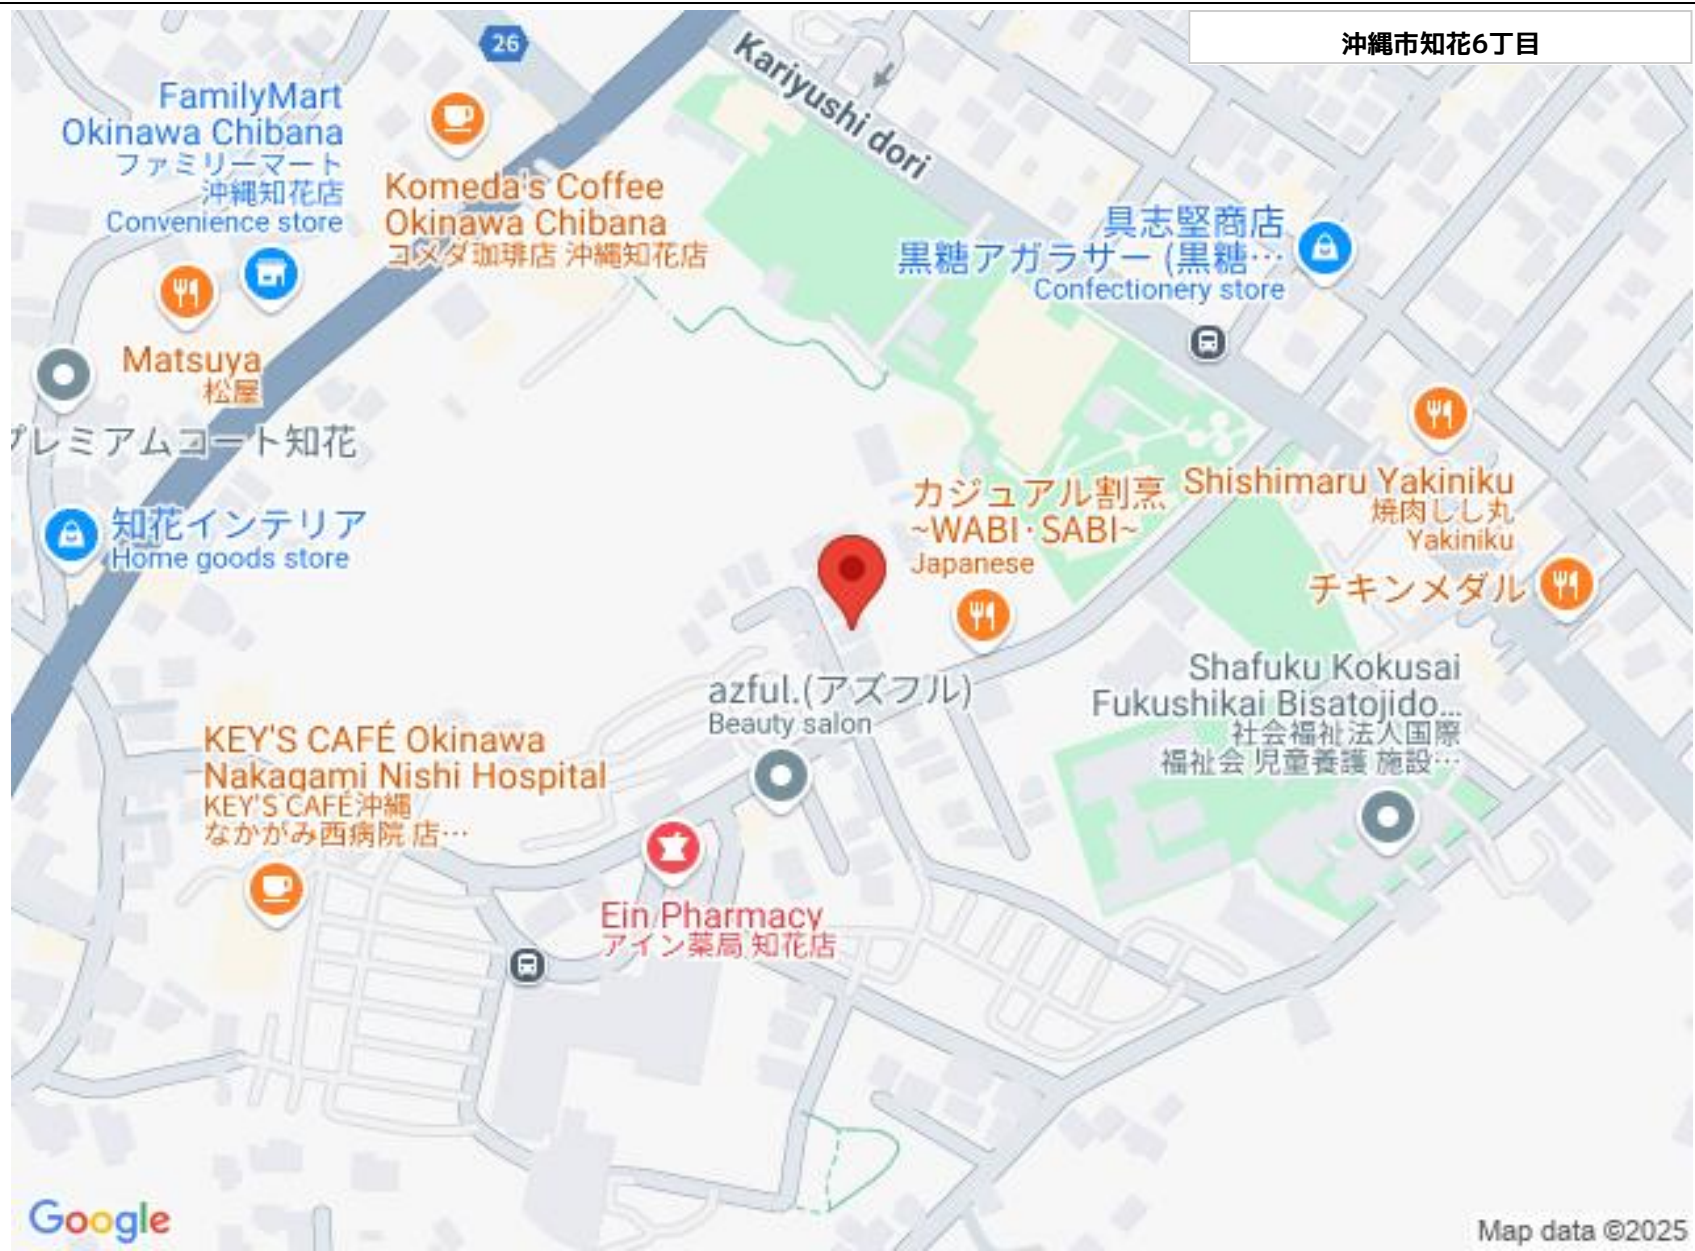 沖縄市知花6丁目
26
Kariyushi dori
FamilyMart
Okinawa Chibana
ファミリーマート
沖縄知花店
Convenience store
Komeda's Coffee
Okinawa Chibana
コメダ珈琲店 沖縄知花店
具志堅商店
黒糖アガラサー (黒糖…
Confectionery store
Matsuya
松屋
プレミアムコート知花
知花インテリア
Home goods store
カジュアル割烹
~WABI·SABI~
Japanese
Shishimaru Yakiniku
焼肉しし丸
Yakiniku
チキンメダル
azful.(アズフル)
Beauty salon
Shafuku Kokusai
Fukushikai Bisatojido...
社会福祉法人国際
福祉会 児童養護 施設…
KEY'S CAFÉ Okinawa
Nakagami Nishi Hospital
KEY'S CAFÉ沖縄
なかがみ西病院 店…
Ein Pharmacy
アイン薬局 知花店
Google
Map data ©2025